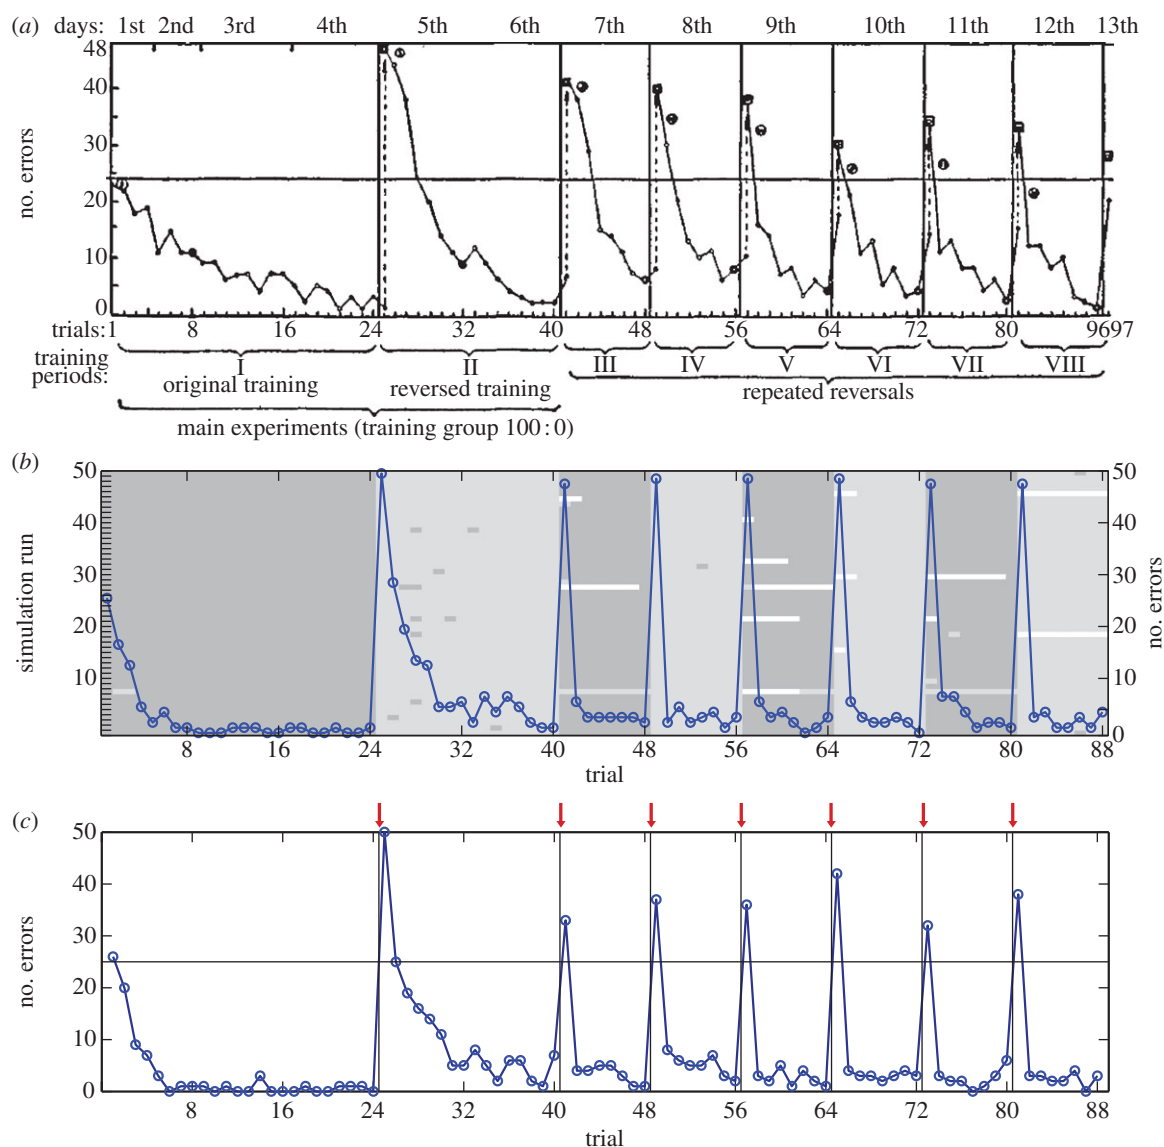 (a) days: 1st 2nd 3rd 4th 5th 6th 7th 8th 9th 10th 11th 12th 13th
48
40
30
20
10
0
no. errors
trials: 1 8 16 24 32 40 48 56 64 72 80 96 97
training periods: I II III IV V VI VII VIII
original training reversed training repeated reversals
main experiments (training group 100:0)
(b)
50 50
40 40
30 30
20 20
10 10
0
simulation run
no. errors
8 16 24 32 40 48 56 64 72 80 88
trial
(c)
50
40
30
20
10
0
no. errors
8 16 24 32 40 48 56 64 72 80 88
trial